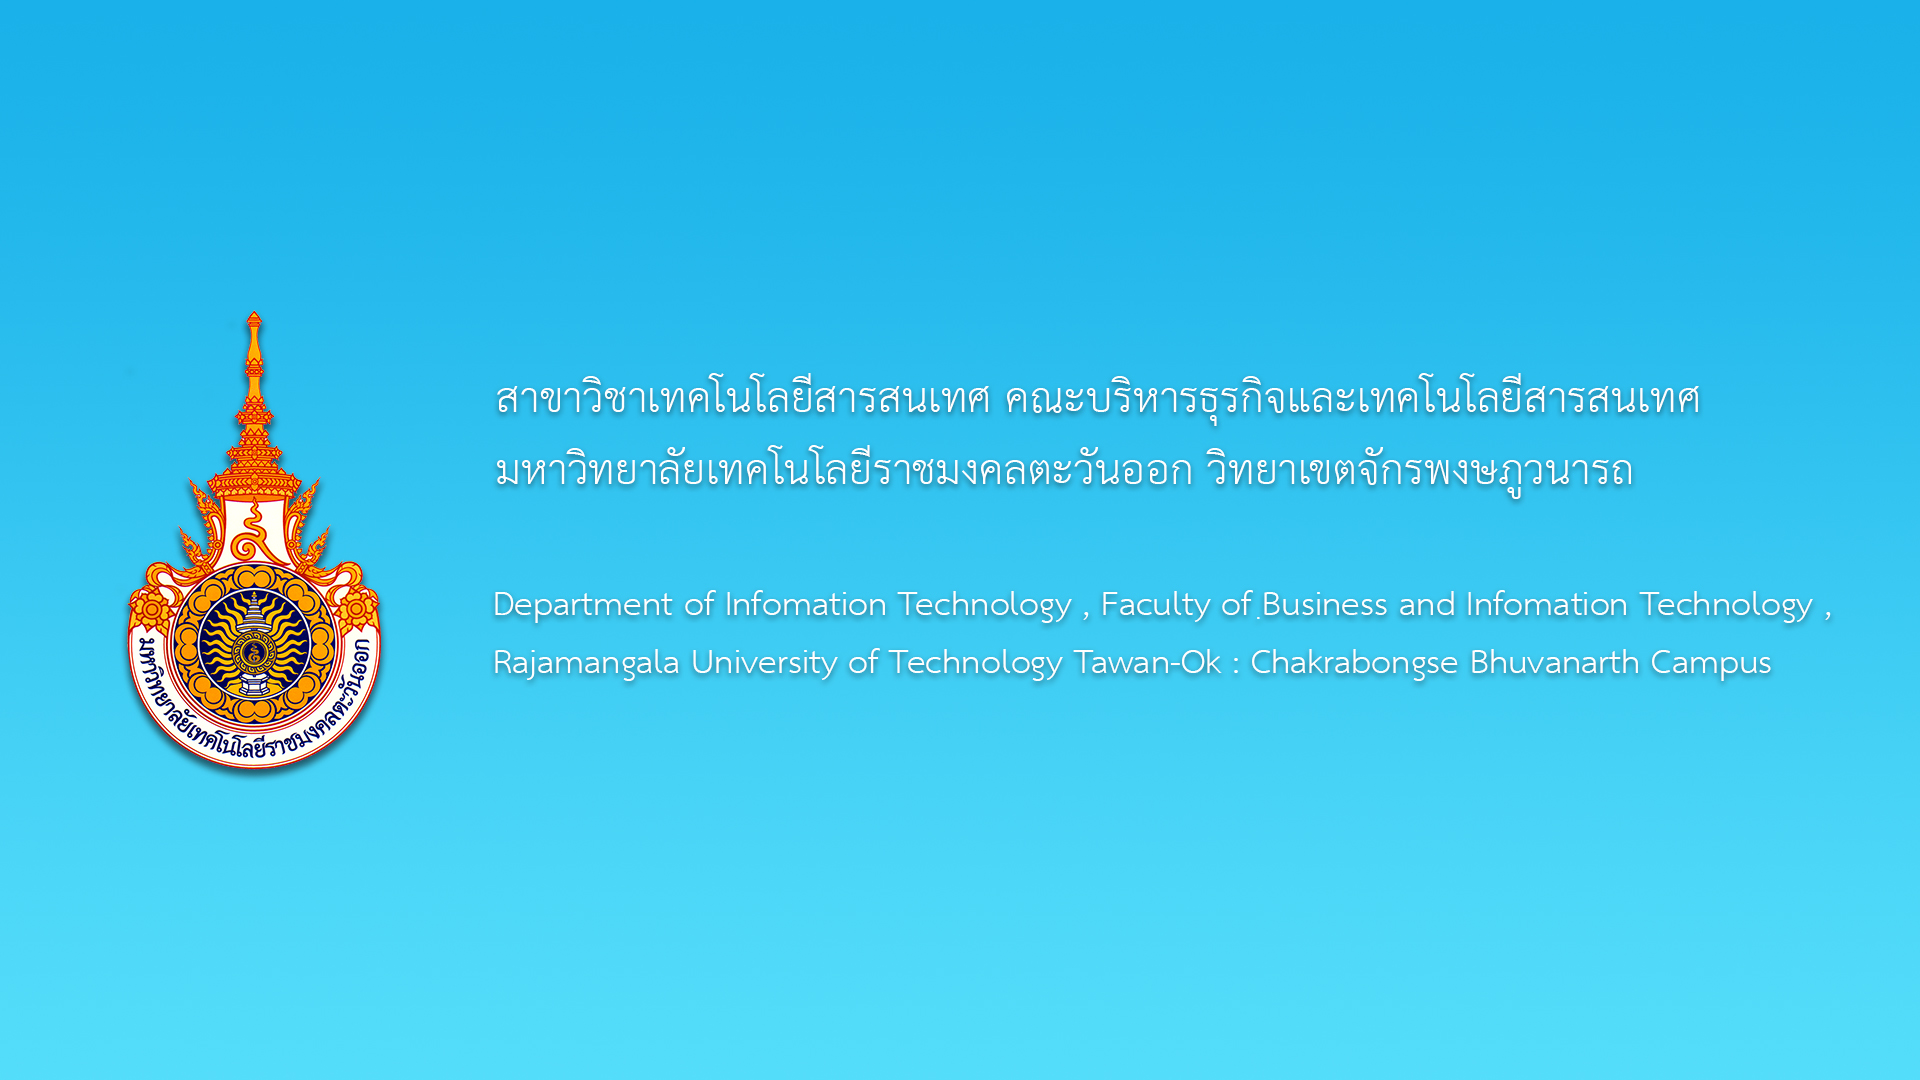 สาขาวิชาเทคโนโลยีสารสนเทศ คณะบริหารธุรกิจและเทคโนโลยีสารสนเทศ
มหาวิทยาลัยเทคโนโลยีราชมงคลตะวันออก วิทยาเขตจักรพงษภูวนารถ
Department of Infomation Technology , Faculty of Business and Infomation Technology ,
Rajamangala University of Technology Tawan-Ok : Chakrabongse Bhuvanarth Campus
มหาวิทยาลัยเทคโนโลยีราชมงคลตะวันออก